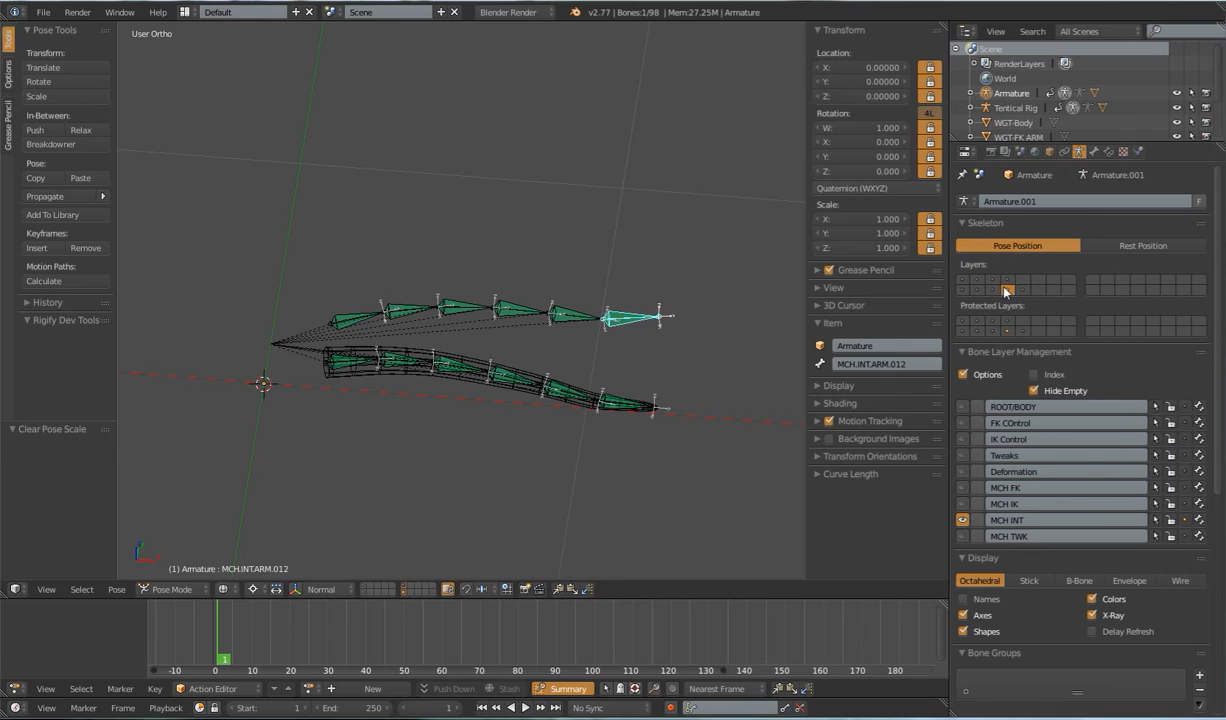 File Render Window Help Default Scene Blender Render v2.77 | Bones:1/98 | Mem:27.25M | Armature
Tools
Options
Grease Pencil
Pose Tools
Transform:
Translate
Rotate
Scale
In-Between:
Push Relax
Breakdowner
Pose:
Copy Paste
Propagate
Add To Library
Keyframes:
Insert Remove
Motion Paths:
Calculate
History
Rigify Dev Tools
Clear Pose Scale
User Ortho
(1) Armature : MCH.INT.ARM.012
View Select Pose Pose Mode Normal
Transform
Location:
X: 0.00000
Y: 0.00000
Z: 0.00000
Rotation: 4L
W: 1.000
X: 0.000
Y: 0.000
Z: 0.000
Quaternion (WXYZ)
Scale:
X: 1.000
Y: 1.000
Z: 1.000
Grease Pencil
View
3D Cursor
Item
Armature
MCH.INT.ARM.012
Display
Shading
Motion Tracking
Background Images
Transform Orientations
Curve Length
View Search All Scenes
Scene
RenderLayers
World
Armature
Tentical Rig
WGT-Body
WGT-FK ARM
Armature Armature.001
Armature.001 F
Skeleton
Pose Position Rest Position
Layers:
Protected Layers:
Bone Layer Management
Options Index
Hide Empty
ROOT/BODY
FK COntrol
IK Control
Tweaks
Deformation
MCH FK
MCH IK
MCH INT
MCH TWK
Display
Octahedral Stick B-Bone Envelope Wire
Names Colors
Axes X-Ray
Shapes Delay Refresh
Bone Groups
1
-10 0 10 20 30 40 50 60 70 80 90 100 110 120 130 140 150 160 170 180
View Select Marker Key Action Editor New Push Down Stash Summary Nearest Frame
View Marker Frame Playback Start: 1 End: 250 1 No Sync